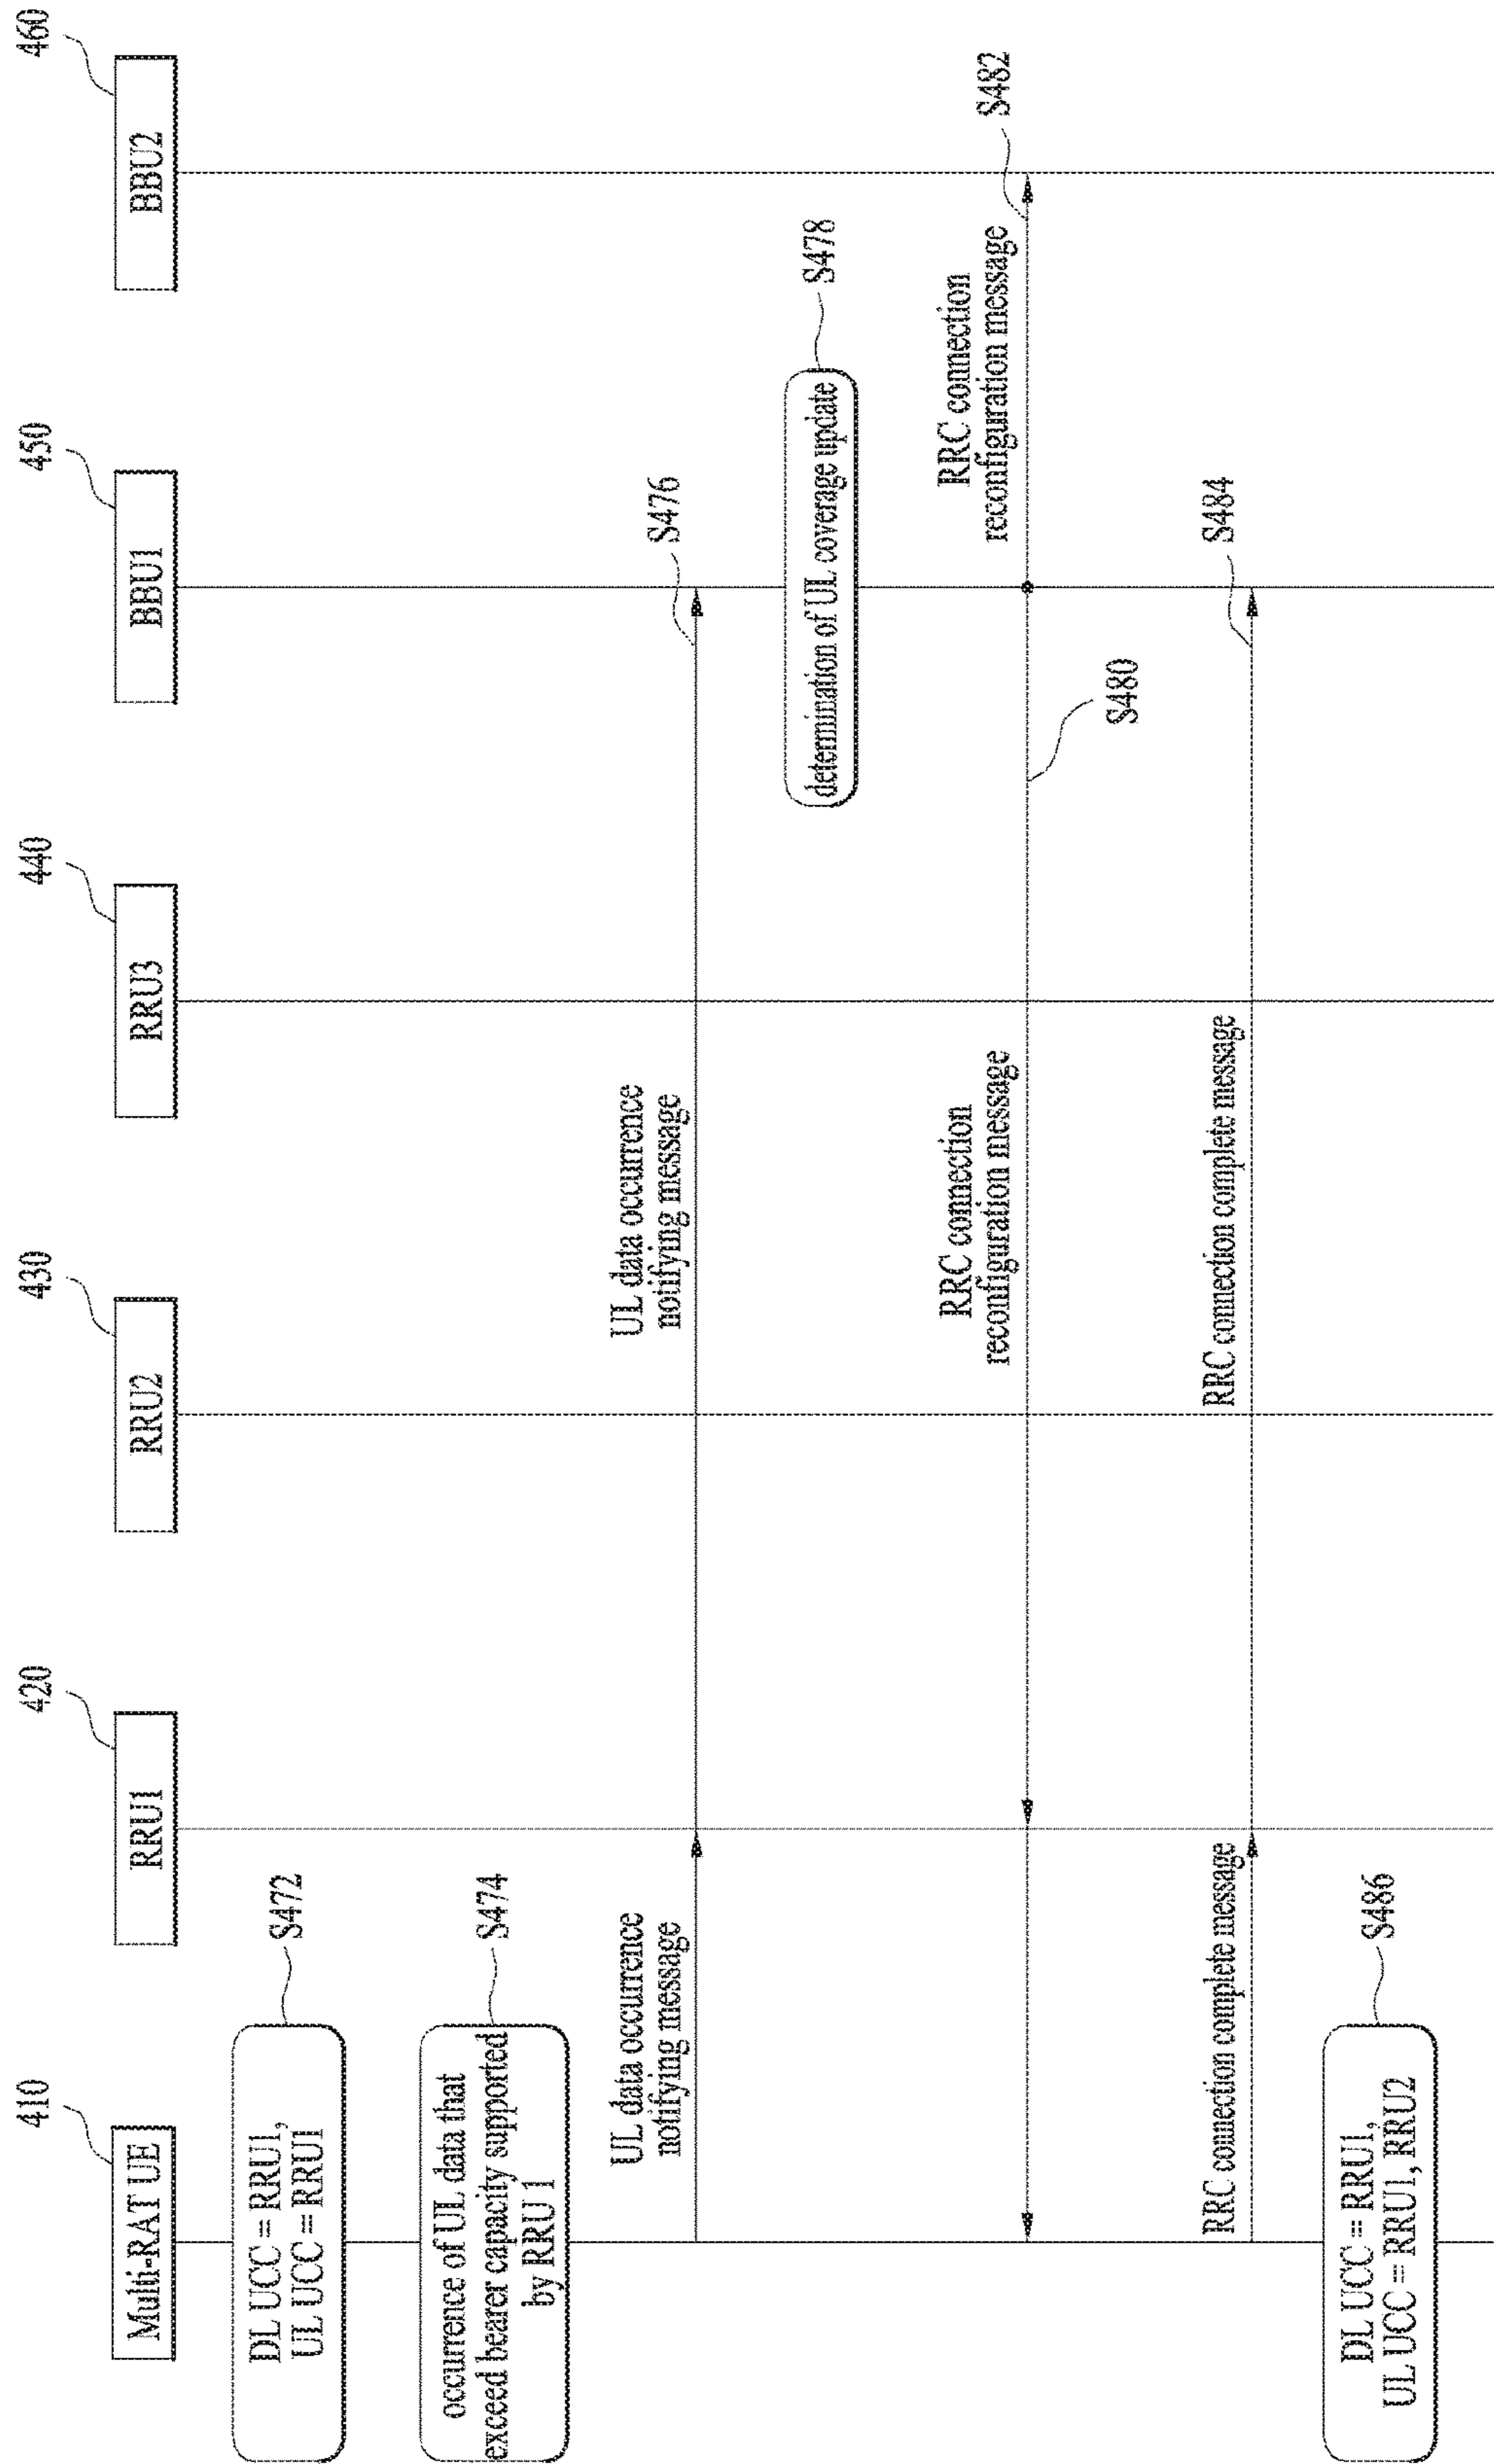 410
420
430
440
450
460
Multi-RAT UE
RRU1
RRU2
RRU3
BBU1
BBU2
DL UCC = RRU1,
UL UCC = RRU1
S472
occurrence of UL data that
exceed bearer capacity supported
by RRU1
S474
UL data occurrence
notifying message
UL data occurrence
notifying message
S476
determination of UL coverage update
S478
RRC connection
reconfiguration message
S480
RRC connection
reconfiguration message
S482
RRC connection complete message
RRC connection complete message
S484
DL UCC = RRU1,
UL UCC = RRU1, RRU2
S486